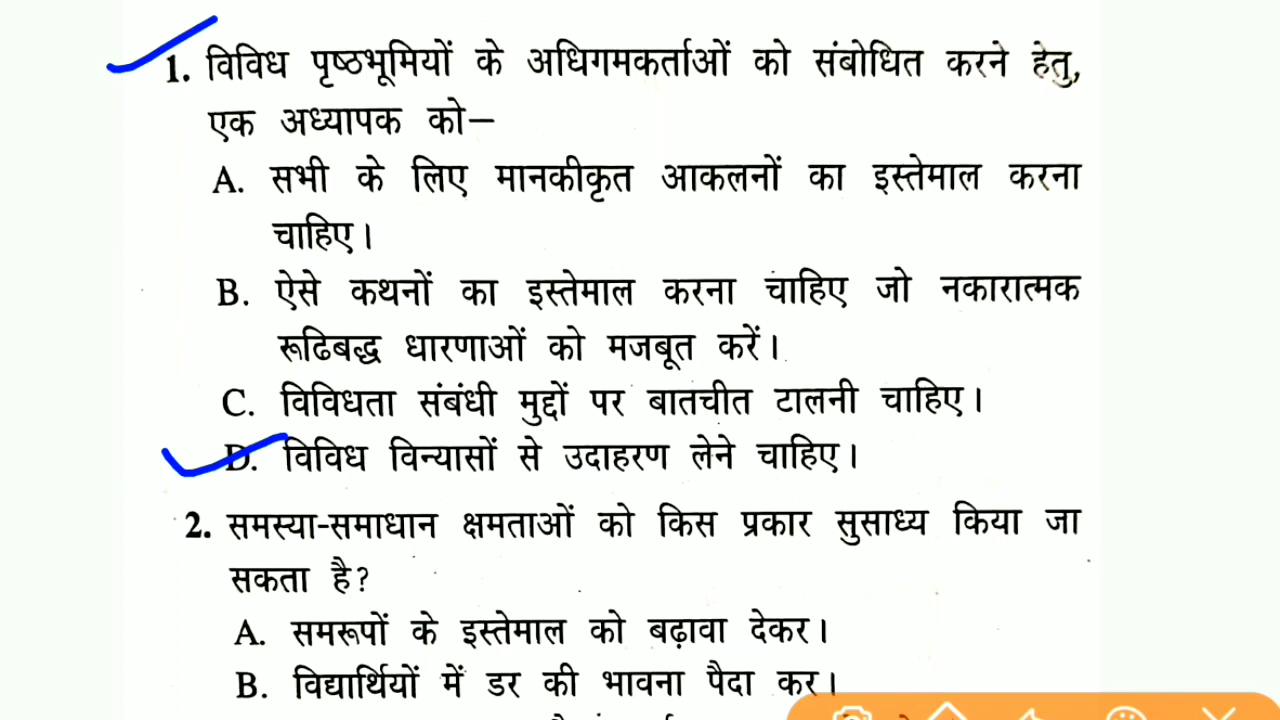 1. विविध पृष्ठभूमियों के अधिगमकर्ताओं को संबोधित करने हेतु,
एक अध्यापक को—
A. सभी के लिए मानकीकृत आकलनों का इस्तेमाल करना
चाहिए।
B. ऐसे कथनों का इस्तेमाल करना चाहिए जो नकारात्मक
रूढिबद्ध धारणाओं को मजबूत करें।
C. विविधता संबंधी मुद्दों पर बातचीत टालनी चाहिए।
D. विविध विन्यासों से उदाहरण लेने चाहिए।
2. समस्या-समाधान क्षमताओं को किस प्रकार सुसाध्य किया जा
सकता है?
A. समरूपों के इस्तेमाल को बढ़ावा देकर।
B. विद्यार्थियों में डर की भावना पैदा कर।